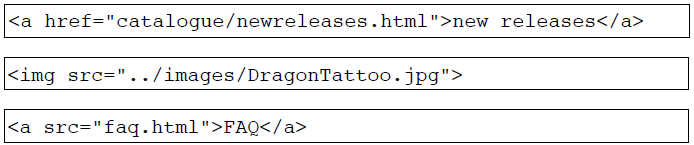 <a href="catalogue/newreleases.html">new releases</a>
<img src="../images/DragonTattoo.jpg">
<a src="faq.html">FAQ</a>